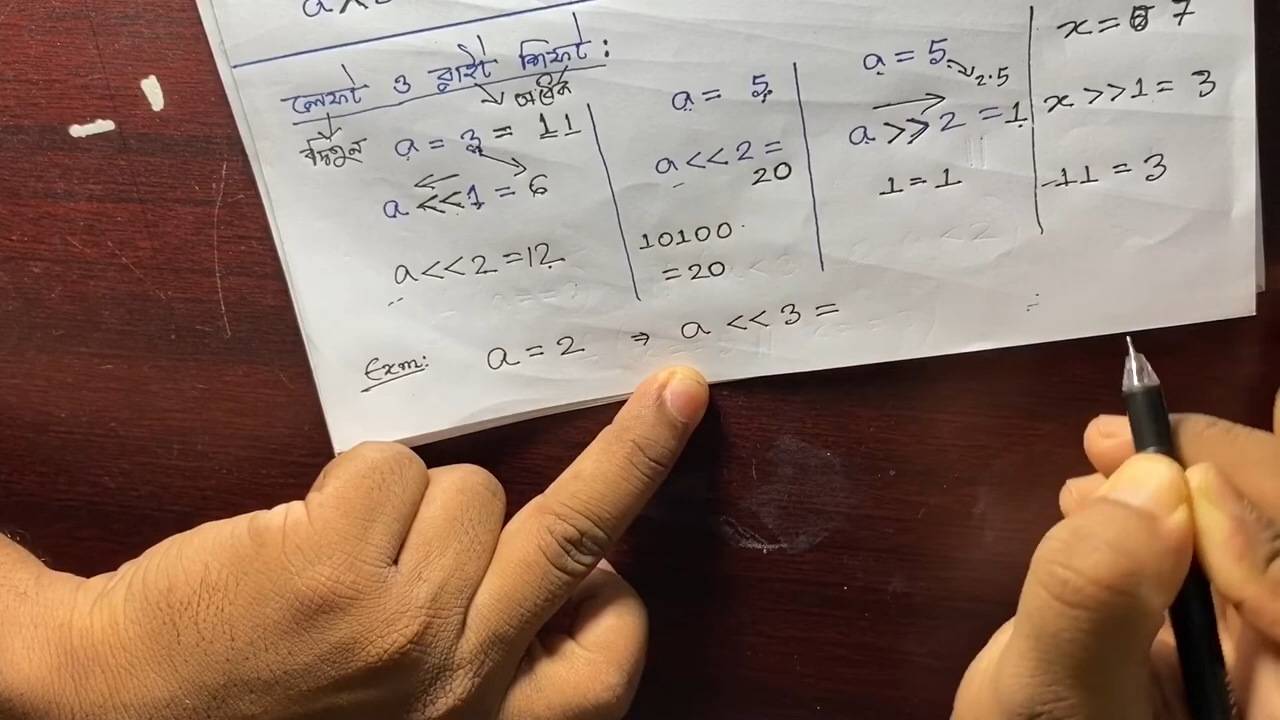 লেফট ও রাইট শিফট :
দ্বিগুন
অর্ধেক
a = 3 = 11
a <<1 = 6
a<<2 =12
a = 5
a<<2 =
20
10100
=20
a = 5
2.5
a >> 2 = 1
1 = 1
x = 7
x >>1 = 3
11 = 3
Exm: a = 2 ⇒ a << 3 =